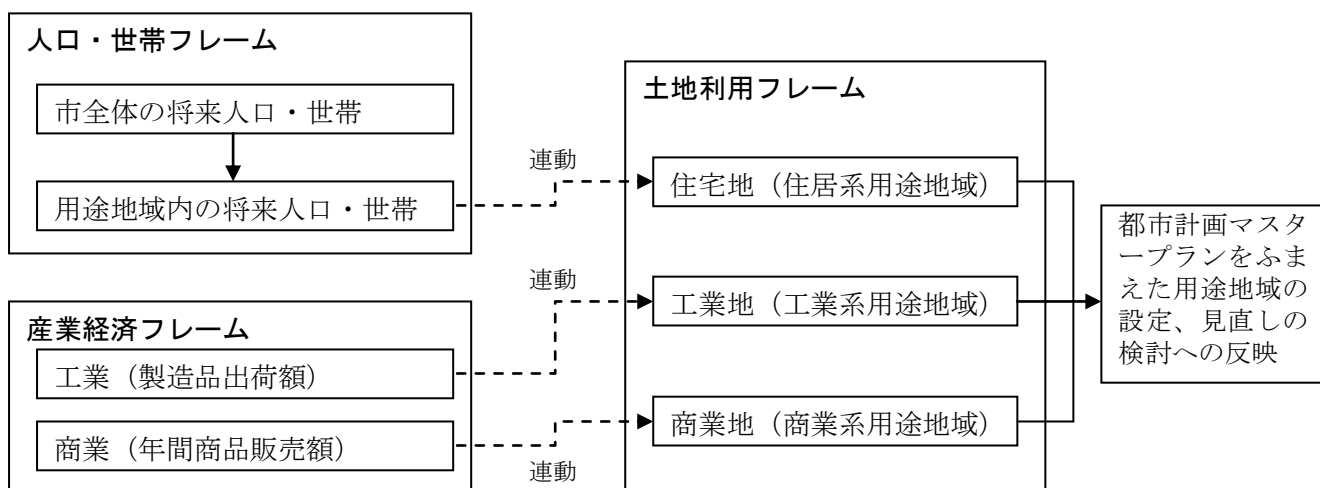 人口・世帯フレーム
市全体の将来人口・世帯
用途地域内の将来人口・世帯
産業経済フレーム
工業（製造品出荷額）
商業（年間商品販売額）
連動
連動
連動
土地利用フレーム
住宅地（住居系用途地域）
工業地（工業系用途地域）
商業地（商業系用途地域）
都市計画マスタ
ープランをふま
えた用途地域の
設定、見直しの
検討への反映